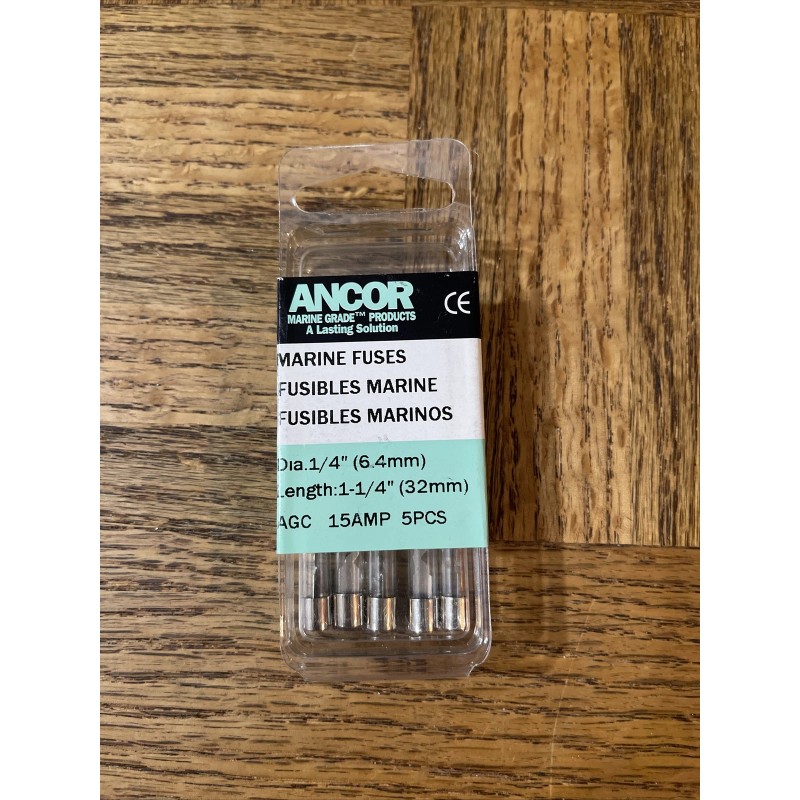 ANCOR
MARINE GRADE™ PRODUCTS
A Lasting Solution
CE
MARINE FUSES
FUSIBLES MARINE
FUSIBLES MARINOS
Dia.1/4" (6.4mm)
Length:1-1/4" (32mm)
AGC 15AMP 5PCS